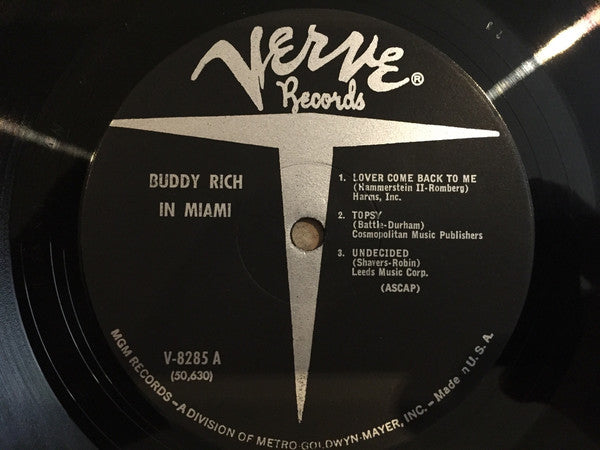 VERVE®
Records
BUDDY RICH
IN MIAMI
1. LOVER COME BACK TO ME
(Hammerstein II-Romberg)
Harms, Inc.
2. TOPSY
(Battle-Durham)
Cosmopolitan Music Publishers
3. UNDECIDED
(Shavers-Robin)
Leeds Music Corp.
(ASCAP)
V-8285 A
(50,630)
MGM RECORDS—A DIVISION OF METRO-GOLDWYN-MAYER, INC.—Made in U.S.A.